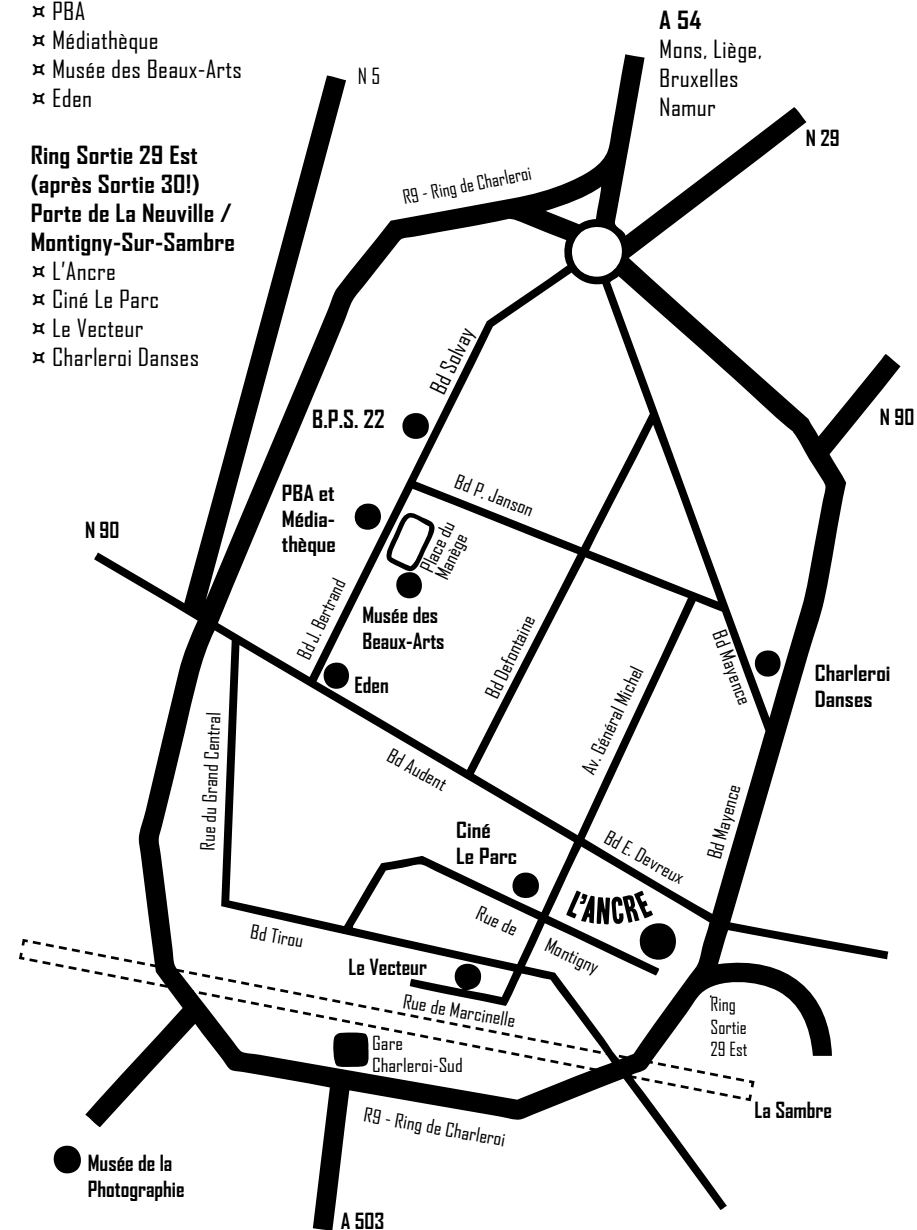 ¤ PBA
¤ Médiathèque
¤ Musée des Beaux-Arts
¤ Eden
Ring Sortie 29 Est
(après Sortie 30!)
Porte de La Neuville /
Montigny-Sur-Sambre
¤ L'Ancre
¤ Ciné Le Parc
¤ Le Vecteur
¤ Charleroi Danses
N 5
A 54
Mons, Liège,
Bruxelles
Namur
N 29
R9 - Ring de Charleroi
Bd Solvay
N 90
B.P.S. 22
Bd P. Janson
PBA et
Média-
thèque
Place du
Manège
N 90
Musée des
Beaux-Arts
Bd J. Bertrand
Eden
Bd Defontaine
Bd Mayence
Charleroi
Danses
Av. Général Michel
Rue du Grand Central
Bd Audent
Bd Mayence
Ciné
Le Parc
Bd E. Devreux
L'ANCRE
Rue de
Montigny
Bd Tirou
Le Vecteur
Rue de Marcinelle
Ring
Sortie
29 Est
Gare
Charleroi-Sud
La Sambre
R9 - Ring de Charleroi
Musée de la
Photographie
A 503